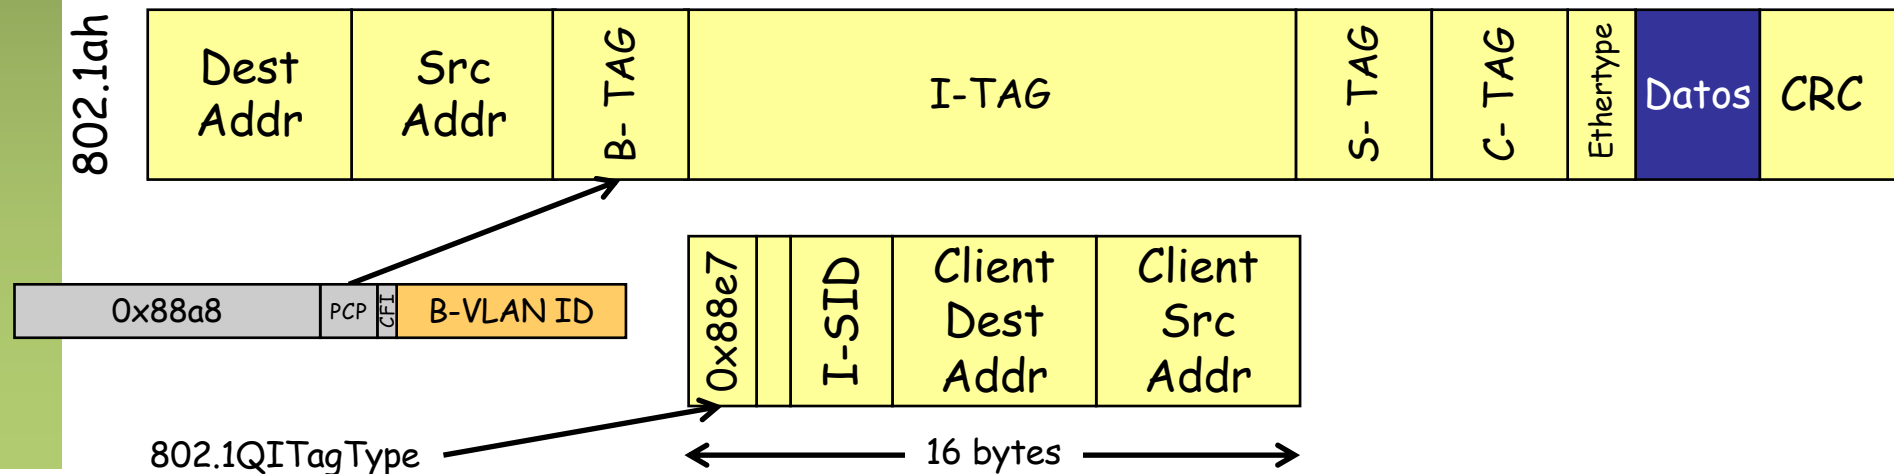 802.1ah
Dest
Addr
Src
Addr
B- TAG
I-TAG
S- TAG
C- TAG
Ethertype
Datos
CRC
0x88a8
PCP
CFI
B-VLAN ID
0x88e7
I-SID
Client
Dest
Addr
Client
Src
Addr
802.1QITagType
16 bytes